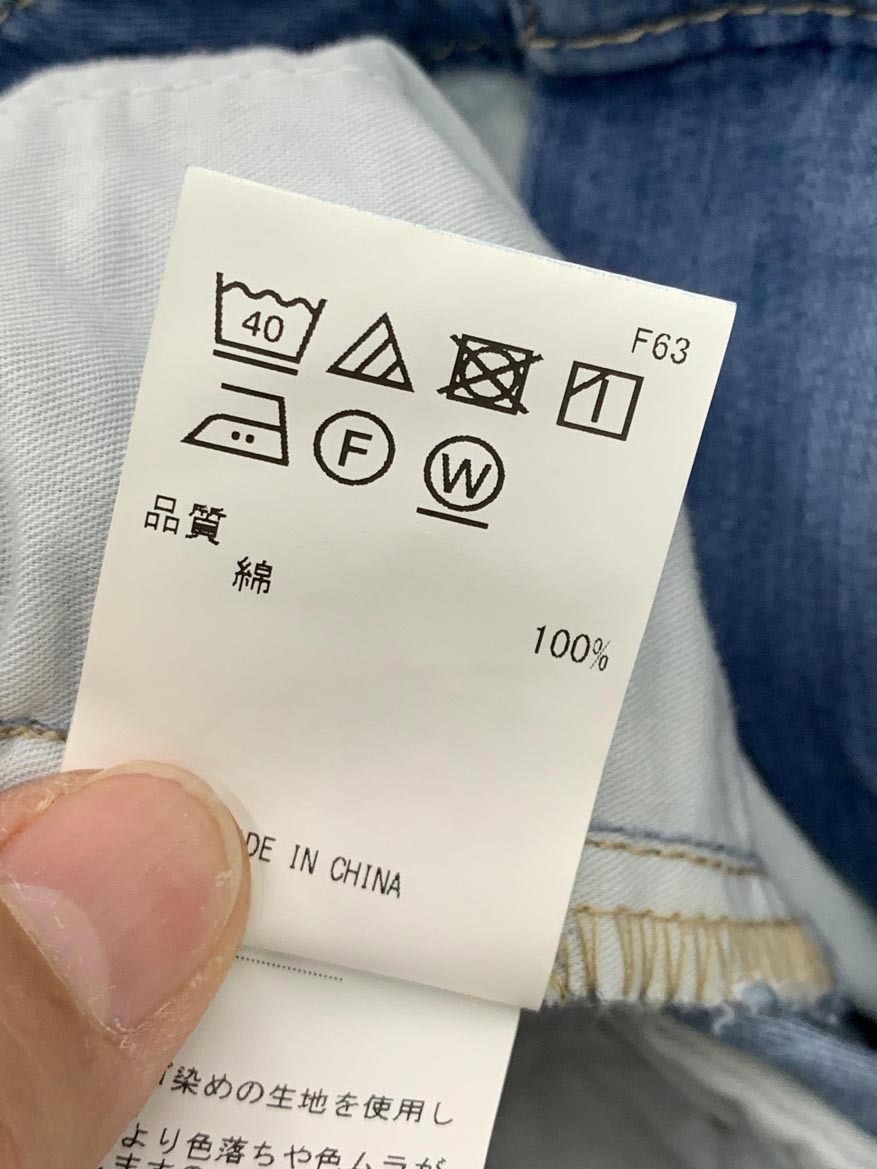 F63
40
F
W
品質
綿
100%
DE IN CHINA
染めの生地を使用し
より色落ちや色ムラが